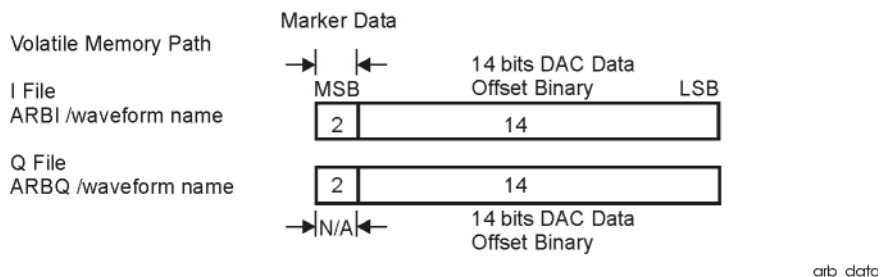 Marker Data
Volatile Memory Path
14 bits DAC Data
I File
MSB
Offset Binary
LSB
ARBI /waveform name
2
14
Q File
ARBQ /waveform name
2
14
N/A
14 bits DAC Data
Offset Binary
arb data